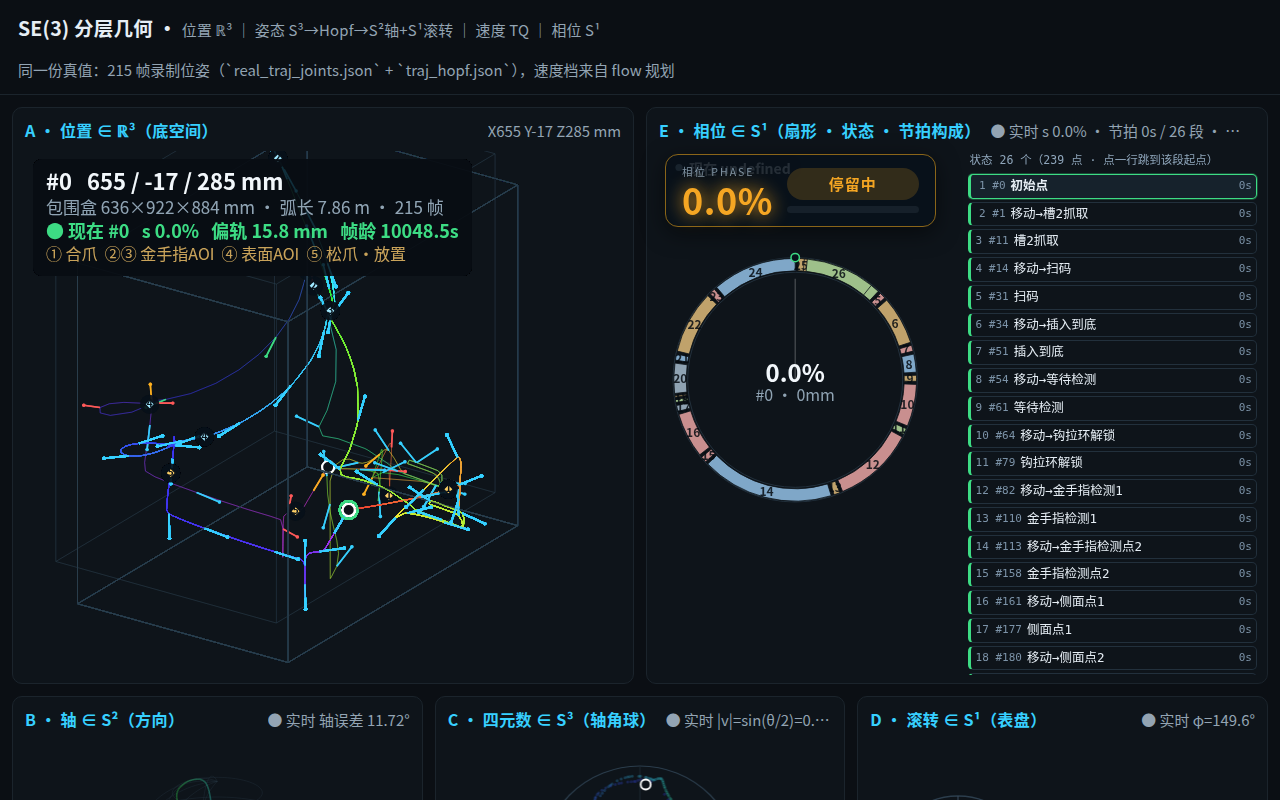 SE(3) 分层几何 · 位置 ℝ³ | 姿态 S³→Hopf→S²轴+S¹滚转 | 速度 TQ | 相位 S¹
同一份真值：215 帧录制位姿（`real_traj_joints.json` + `traj_hopf.json`），速度档来自 flow 规划
A · 位置 ∈ ℝ³（底空间）
X655 Y-17 Z285 mm
#0 655 / -17 / 285 mm
包围盒 636×922×884 mm · 弧长 7.86 m · 215 帧
● 现在 #0 s 0.0% 偏轨 15.8 mm 帧龄 10048.5s
① 合爪 ②③ 金手指AOI ④ 表面AOI ⑤ 松爪·放置
E · 相位 ∈ S¹（扇形 · 状态 · 节拍构成）
● 实时 s 0.0% · 节拍 0s / 26 段 · …
● 现在 undefined
相位 PHASE
0.0%
停留中
24
26
22
6
8
20
10
16
12
14
0.0%
#0 · 0mm
状态 26 个（239 点 · 点一行跳到该段起点）
1 #0 初始点 0s
2 #1 移动→槽2抓取 0s
3 #11 槽2抓取 0s
4 #14 移动→扫码 0s
5 #31 扫码 0s
6 #34 移动→插入到底 0s
7 #51 插入到底 0s
8 #54 移动→等待检测 0s
9 #61 等待检测 0s
10 #64 移动→钩拉环解锁 0s
11 #79 钩拉环解锁 0s
12 #82 移动→金手指检测1 0s
13 #110 金手指检测1 0s
14 #113 移动→金手指检测点2 0s
15 #158 金手指检测点2 0s
16 #161 移动→侧面点1 0s
17 #177 侧面点1 0s
18 #180 移动→侧面点2 0s
B · 轴 ∈ S²（方向）
● 实时 轴误差 11.72°
C · 四元数 ∈ S³（轴角球）
● 实时 |v|=sin(θ/2)=0.…
D · 滚转 ∈ S¹（表盘）
● 实时 φ=149.6°